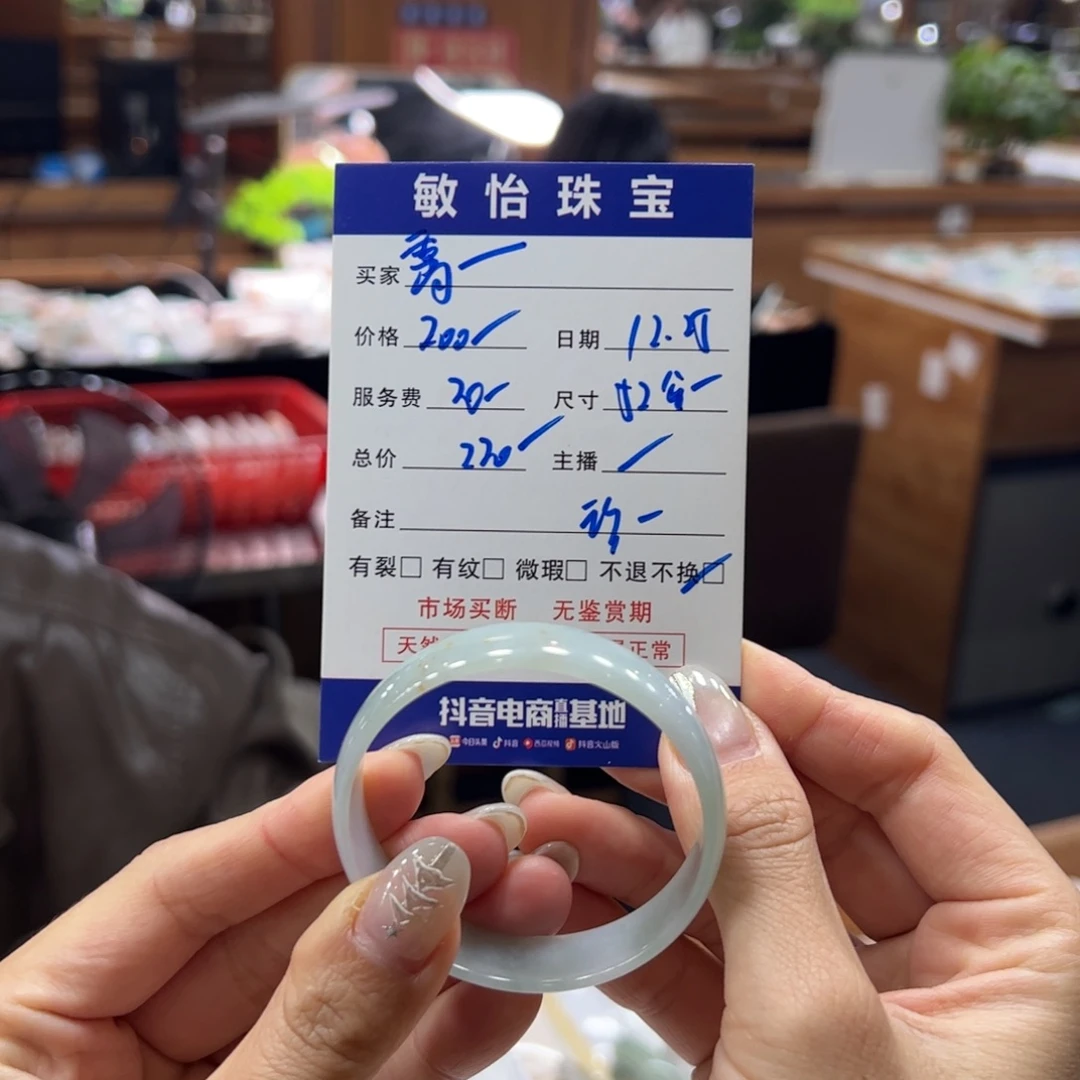 敏怡珠宝
买家
价格 200 日期 12.
服务费 20 尺寸 52
总价 220 主播 /
备注
有裂□ 有纹□ 微瑕□ 不退不换☑
市场买断 无鉴赏期
天然 正常
抖音电商直播基地
今日头条 抖音 西瓜视频 抖音火山版